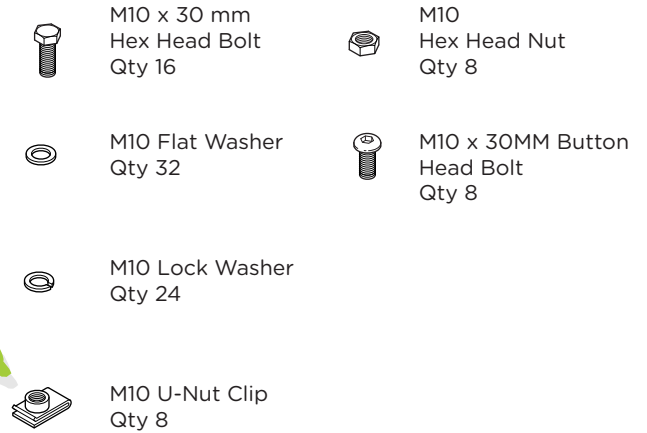 M10 x 30 mm
Hex Head Bolt
Qty 16
M10
Hex Head Nut
Qty 8
M10 Flat Washer
Qty 32
M10 x 30MM Button
Head Bolt
Qty 8
M10 Lock Washer
Qty 24
M10 U-Nut Clip
Qty 8